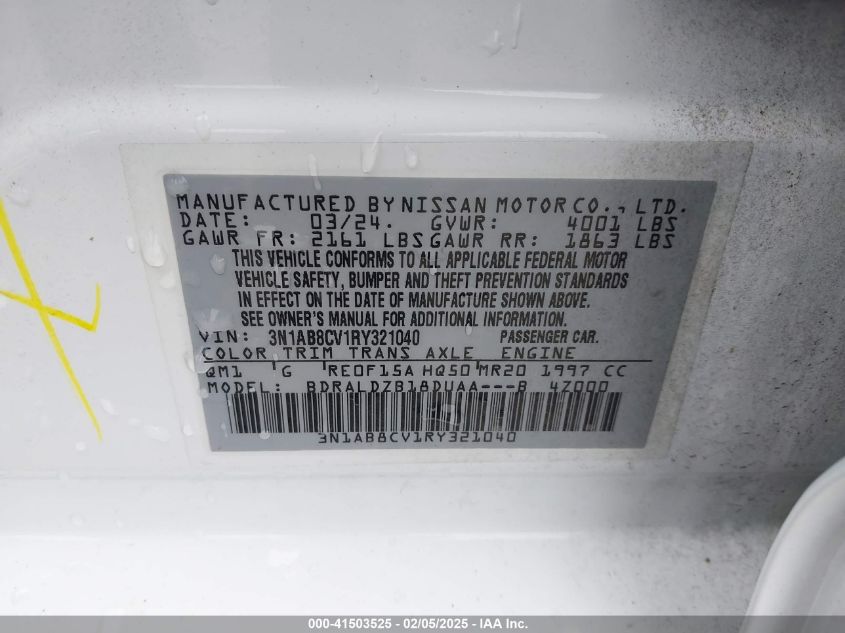 MANUFACTURED BY NISSAN MOTOR CO., LTD.
DATE: 03/24. GVWR: 4001 LBS
GAWR FR: 2161 LBS GAWR RR: 1863 LBS
THIS VEHICLE CONFORMS TO ALL APPLICABLE FEDERAL MOTOR
VEHICLE SAFETY, BUMPER AND THEFT PREVENTION STANDARDS
IN EFFECT ON THE DATE OF MANUFACTURE SHOWN ABOVE.
SEE OWNER'S MANUAL FOR ADDITIONAL INFORMATION.
VIN: 3N1AB8CV1RY321040 PASSENGER CAR.
COLOR TRIM TRANS AXLE ENGINE
QM1 G RE0F15A HQ50 MR20 1997 CC
MODEL: BDRALDZB18DUAA---B 4Z000
3N1AB8CV1RY321040
000-41503525 - 02/05/2025 - IAA Inc.